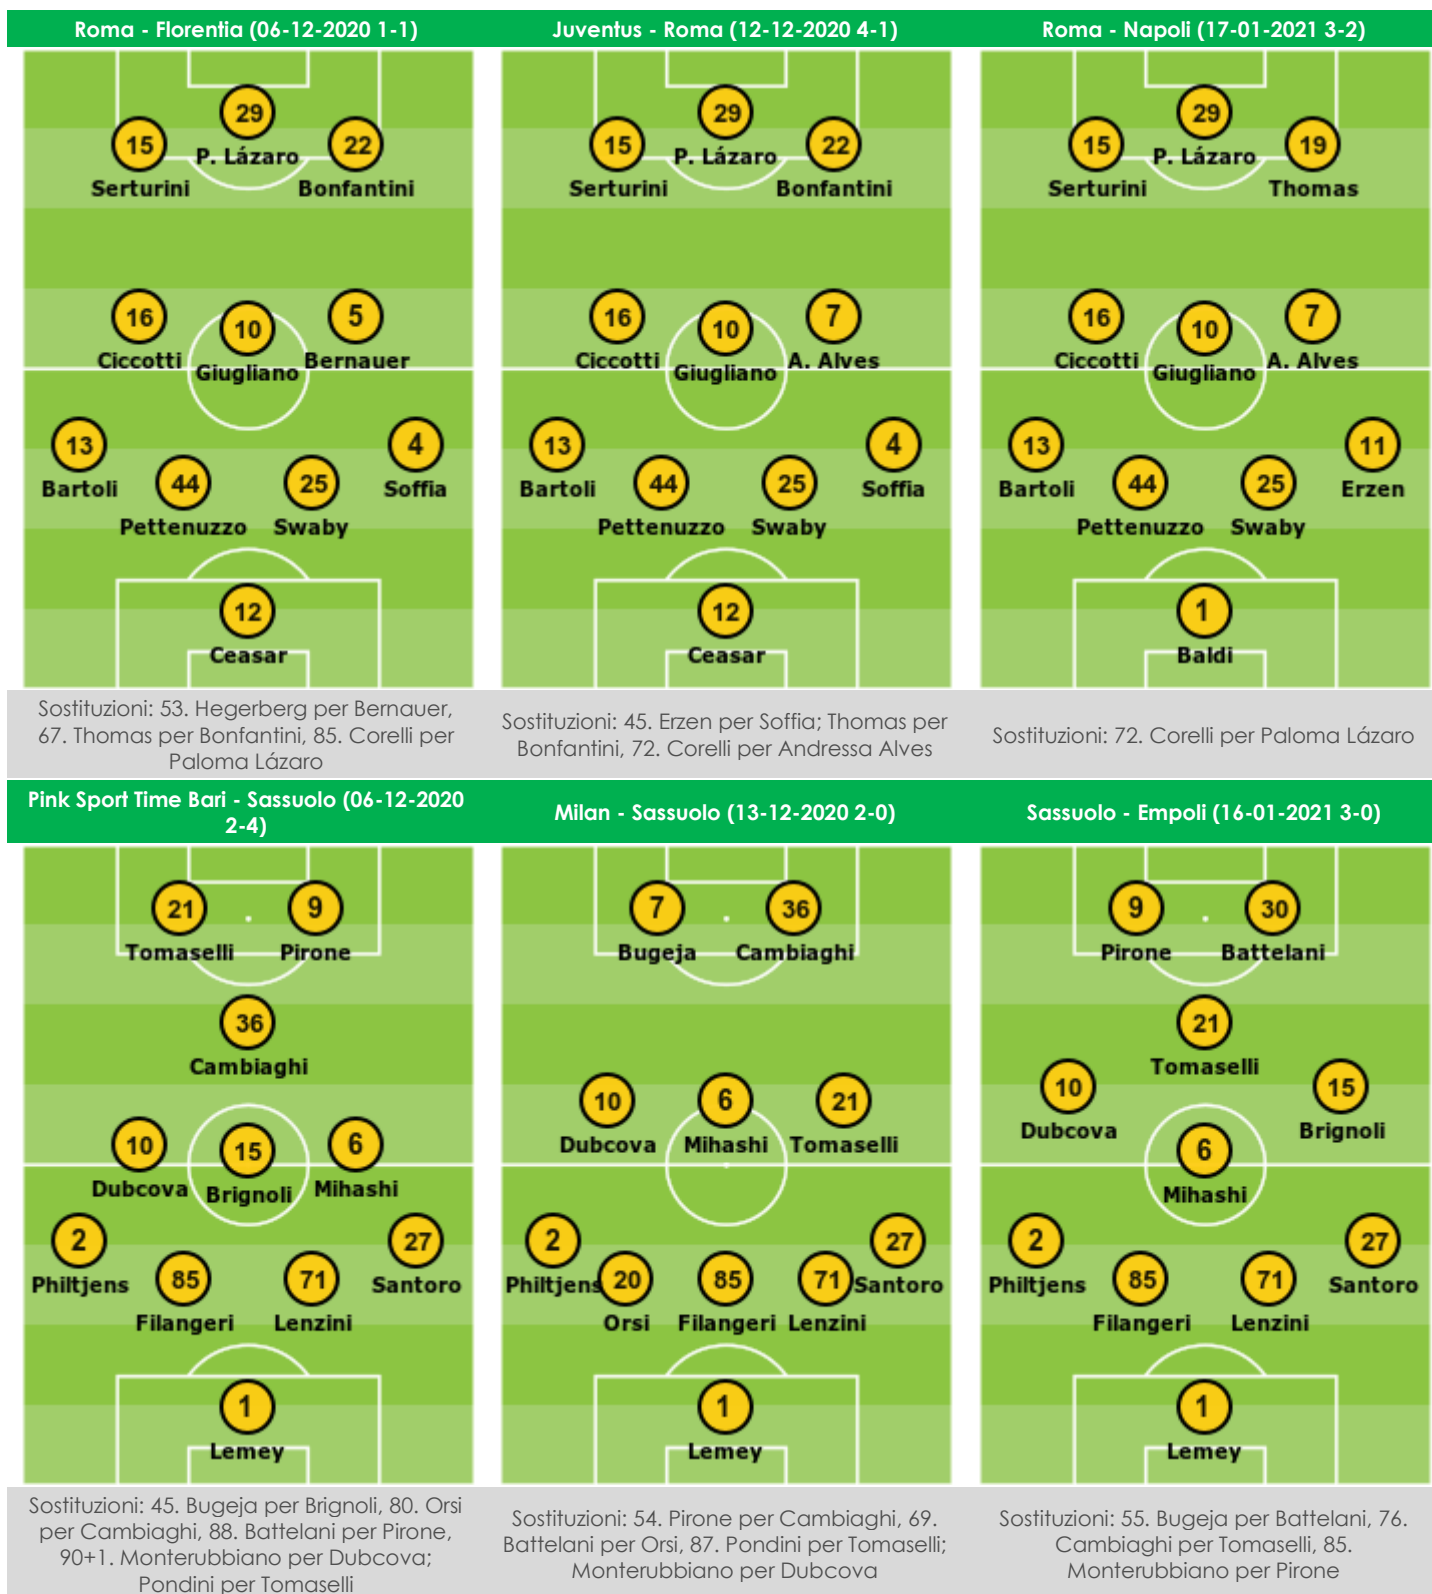 Roma - Florentia (06-12-2020 1-1)
29
15
22
P. Lázaro
Serturini
Bonfantini
16
10
5
Ciccotti
Giugliano
Bernauer
13
4
Bartoli
44
25
Soffia
Pettenuzzo
Swaby
12
Ceasar
Sostituzioni: 53. Hegerberg per Bernauer,
67. Thomas per Bonfantini, 85. Corelli per
Paloma Lázaro
Juventus - Roma (12-12-2020 4-1)
29
15
22
P. Lázaro
Serturini
Bonfantini
16
10
7
Ciccotti
Giugliano
A. Alves
13
4
Bartoli
44
25
Soffia
Pettenuzzo
Swaby
12
Ceasar
Sostituzioni: 45. Erzen per Soffia; Thomas per
Bonfantini, 72. Corelli per Andressa Alves
Roma - Napoli (17-01-2021 3-2)
29
15
19
P. Lázaro
Serturini
Thomas
16
10
7
Ciccotti
Giugliano
A. Alves
13
11
Bartoli
44
25
Erzen
Pettenuzzo
Swaby
1
Baldi
Sostituzioni: 72. Corelli per Paloma Lázaro
Pink Sport Time Bari - Sassuolo (06-12-2020
2-4)
21
9
Tomaselli
Pirone
36
Cambiaghi
10
15
6
Dubcova
Brignoli
Mihashi
2
27
Philtjens
85
71
Santoro
Filangeri
Lenzini
1
Lemey
Sostituzioni: 45. Bugeja per Brignoli, 80. Orsi
per Cambiaghi, 88. Battelani per Pirone,
90+1. Monterubbiano per Dubcova;
Pondini per Tomaselli
Milan - Sassuolo (13-12-2020 2-0)
7
36
Bugeja
Cambiaghi
10
6
21
Dubcova
Mihashi
Tomaselli
2
27
Philtjens
20
85
71
Santoro
Orsi
Filangeri
Lenzini
1
Lemey
Sostituzioni: 54. Pirone per Cambiaghi, 69.
Battelani per Orsi, 87. Pondini per Tomaselli;
Monterubbiano per Dubcova
Sassuolo - Empoli (16-01-2021 3-0)
9
30
Pirone
Battelani
21
Tomaselli
10
15
Dubcova
Brignoli
6
Mihashi
2
27
Philtjens
85
71
Santoro
Filangeri
Lenzini
1
Lemey
Sostituzioni: 55. Bugeja per Battelani, 76.
Cambiaghi per Tomaselli, 85.
Monterubbiano per Pirone